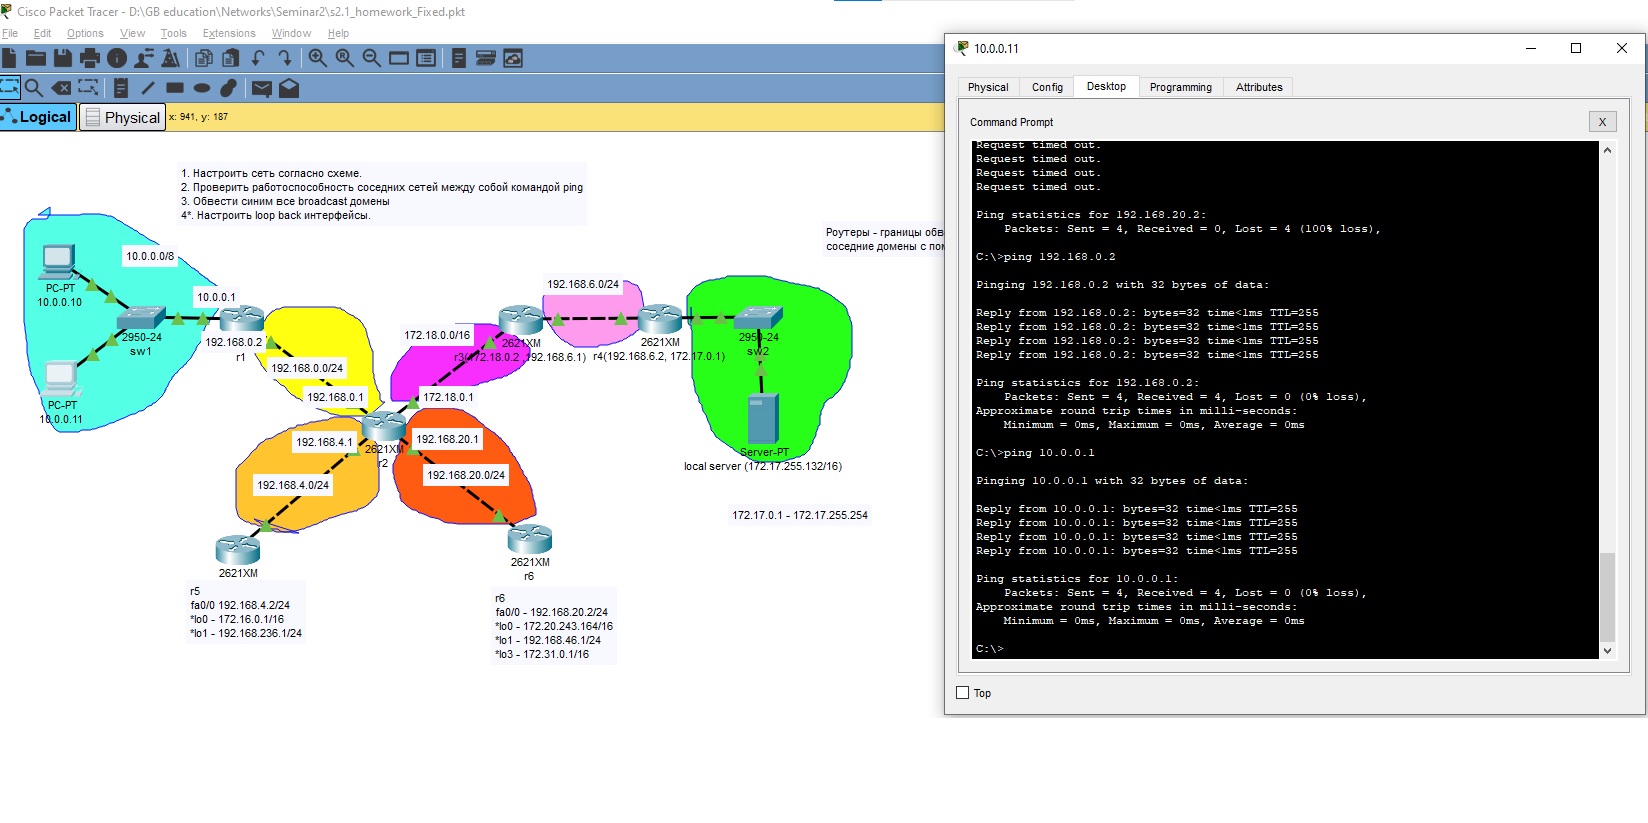 Cisco Packet Tracer - D:\GB education\Networks\Seminar2\s2.1_homework_Fixed.pkt
File Edit Options View Tools Extensions Window Help
Logical Physical x: 941, y: 187
1. Настроить сеть согласно схеме.
2. Проверить работоспособность соседних сетей между собой командой ping
3. Обвести синим все broadcast домены
4*. Настроить loop back интерфейсы.
Роутеры - границы обв
соседние домены с пом
10.0.0.0/8
PC-PT
10.0.0.10
10.0.0.1
2950-24
sw1
192.168.0.2
r1
PC-PT
10.0.0.11
192.168.0.0/24
192.168.0.1
192.168.6.0/24
172.18.0.0/16
2621XM
r3(172.18.0.2 ,192.168.6.1)
2621XM
r4(192.168.6.2, 172.17.0.1)
2950-24
sw2
172.18.0.1
192.168.4.1
2621XM
r2
192.168.20.1
Server-PT
local server (172.17.255.132/16)
192.168.4.0/24
192.168.20.0/24
172.17.0.1 - 172.17.255.254
2621XM
r5
fa0/0 192.168.4.2/24
*lo0 - 172.16.0.1/16
*lo1 - 192.168.236.1/24
2621XM
r6
r6
fa0/0 - 192.168.20.2/24
*lo0 - 172.20.243.164/16
*lo1 - 192.168.46.1/24
*lo3 - 172.31.0.1/16
10.0.0.11
Physical Config Desktop Programming Attributes
Command Prompt
X
Request timed out.
Request timed out.
Request timed out.
Request timed out.
Ping statistics for 192.168.20.2:
Packets: Sent = 4, Received = 0, Lost = 4 (100% loss),
C:\>ping 192.168.0.2
Pinging 192.168.0.2 with 32 bytes of data:
Reply from 192.168.0.2: bytes=32 time<1ms TTL=255
Reply from 192.168.0.2: bytes=32 time<1ms TTL=255
Reply from 192.168.0.2: bytes=32 time<1ms TTL=255
Reply from 192.168.0.2: bytes=32 time<1ms TTL=255
Ping statistics for 192.168.0.2:
Packets: Sent = 4, Received = 4, Lost = 0 (0% loss),
Approximate round trip times in milli-seconds:
Minimum = 0ms, Maximum = 0ms, Average = 0ms
C:\>ping 10.0.0.1
Pinging 10.0.0.1 with 32 bytes of data:
Reply from 10.0.0.1: bytes=32 time<1ms TTL=255
Reply from 10.0.0.1: bytes=32 time<1ms TTL=255
Reply from 10.0.0.1: bytes=32 time<1ms TTL=255
Reply from 10.0.0.1: bytes=32 time<1ms TTL=255
Ping statistics for 10.0.0.1:
Packets: Sent = 4, Received = 4, Lost = 0 (0% loss),
Approximate round trip times in milli-seconds:
Minimum = 0ms, Maximum = 0ms, Average = 0ms
C:\>
Top